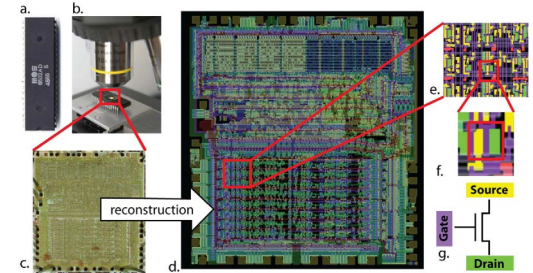 a.
b.
c.
reconstruction
d.
e.
f.
Source
Gate
g.
Drain